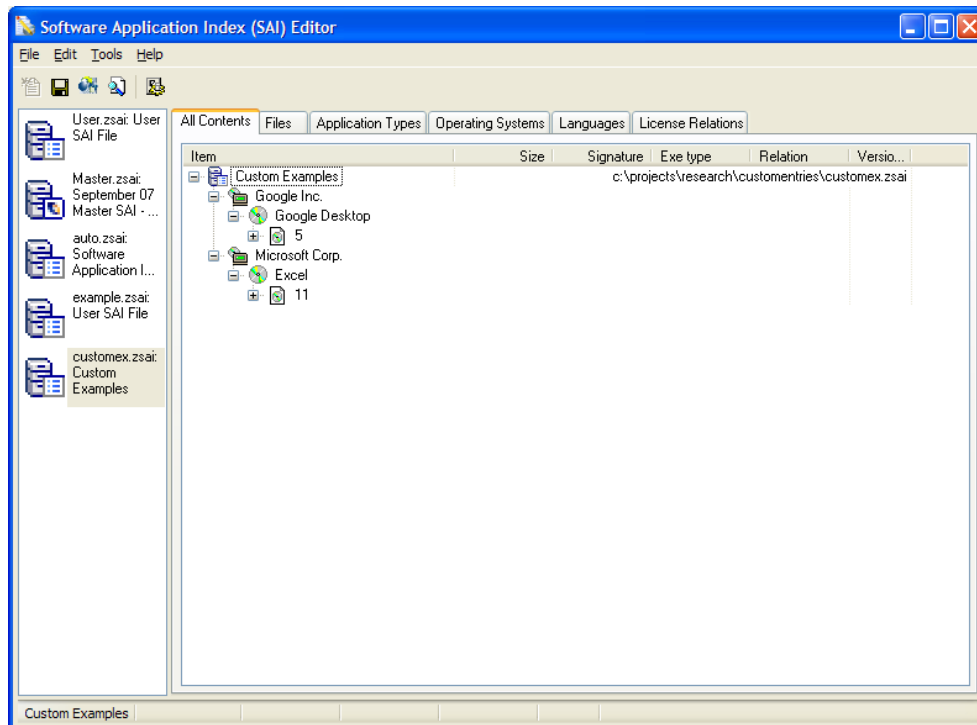 Software Application Index (SAI) Editor
File Edit Tools Help
User.zsai: User
SAI File
Master.zsai:
September 07
Master SAI - ...
auto.zsai:
Software
Application I...
example.zsai:
User SAI File
customex.zsai:
Custom
Examples
All Contents Files Application Types Operating Systems Languages License Relations
Item Size Signature Exe type Relation Versio...
Custom Examples c:\projects\research\customentries\customex.zsai
Google Inc.
Google Desktop
5
Microsoft Corp.
Excel
11
Custom Examples